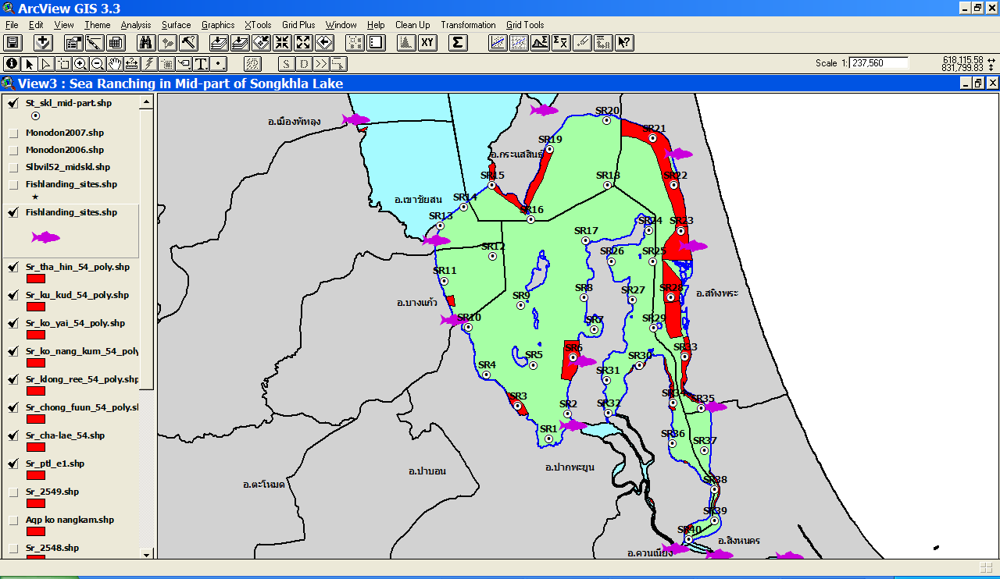 ArcView GIS 3.3
File Edit View Theme Analysis Surface Graphics XTools Grid Plus Window Help Clean Up Transformation Grid Tools
XY
Scale 1: 237,560
618,115.58
831,799.83
View3 : Sea Ranching in Mid-part of Songkhla Lake
St_skl_mid-part.shp
Monodon2007.shp
Monodon2006.shp
Slbvil52_midskl.shp
Fishlanding_sites.shp
Fishlanding_sites.shp
Sr_tha_hin_54_poly.shp
Sr_ku_kud_54_poly.shp
Sr_ko_yai_54_poly.shp
Sr_ko_nang_kum_54_poly
Sr_klong_ree_54_poly.shp
Sr_chong_fuun_54_poly.sl
Sr_cha-lae_54.shp
Sr_ptl_e1.shp
Sr_2549.shp
Aqp ko nangkam.shp
Sr_2548.shp
SR20
อ.เมืองพัทลุง
SR21
SR19
อ.กระแสสินธุ์
SR15
SR18
SR22
SR14
อ.เขาชัยสน
SR16
SR13
SR24
SR23
SR17
SR12
SR26
SR25
SR11
SR8
SR27
SR28
อ.สทิงพระ
SR9
อ.บางแก้ว
SR10
SR7
SR29
SR6
SR33
SR5
SR30
SR4
SR31
SR3
SR34
SR35
SR2
SR32
SR1
SR36
SR37
อ.ปากพะยูน
อ.ป่าบอน
อ.ตะโหมด
SR38
SR39
SR40
อ.สิงหนคร
อ.ควนเนียง